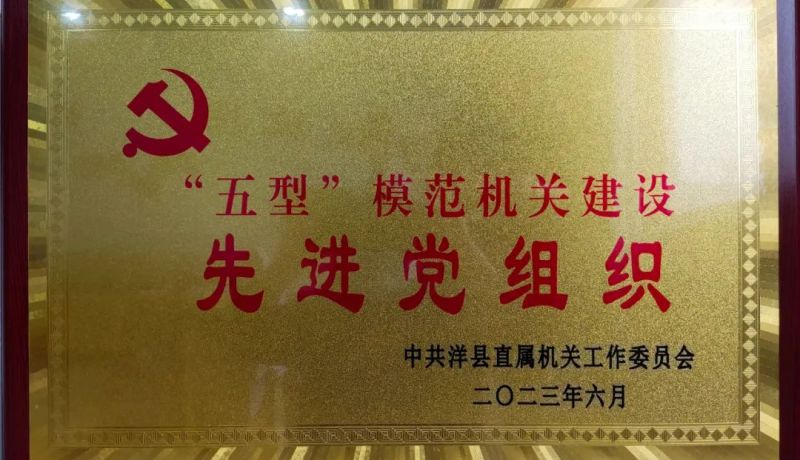 “五型”模范机关建设
先进党组织
中共洋县直属机关工作委员会
二〇二三年六月